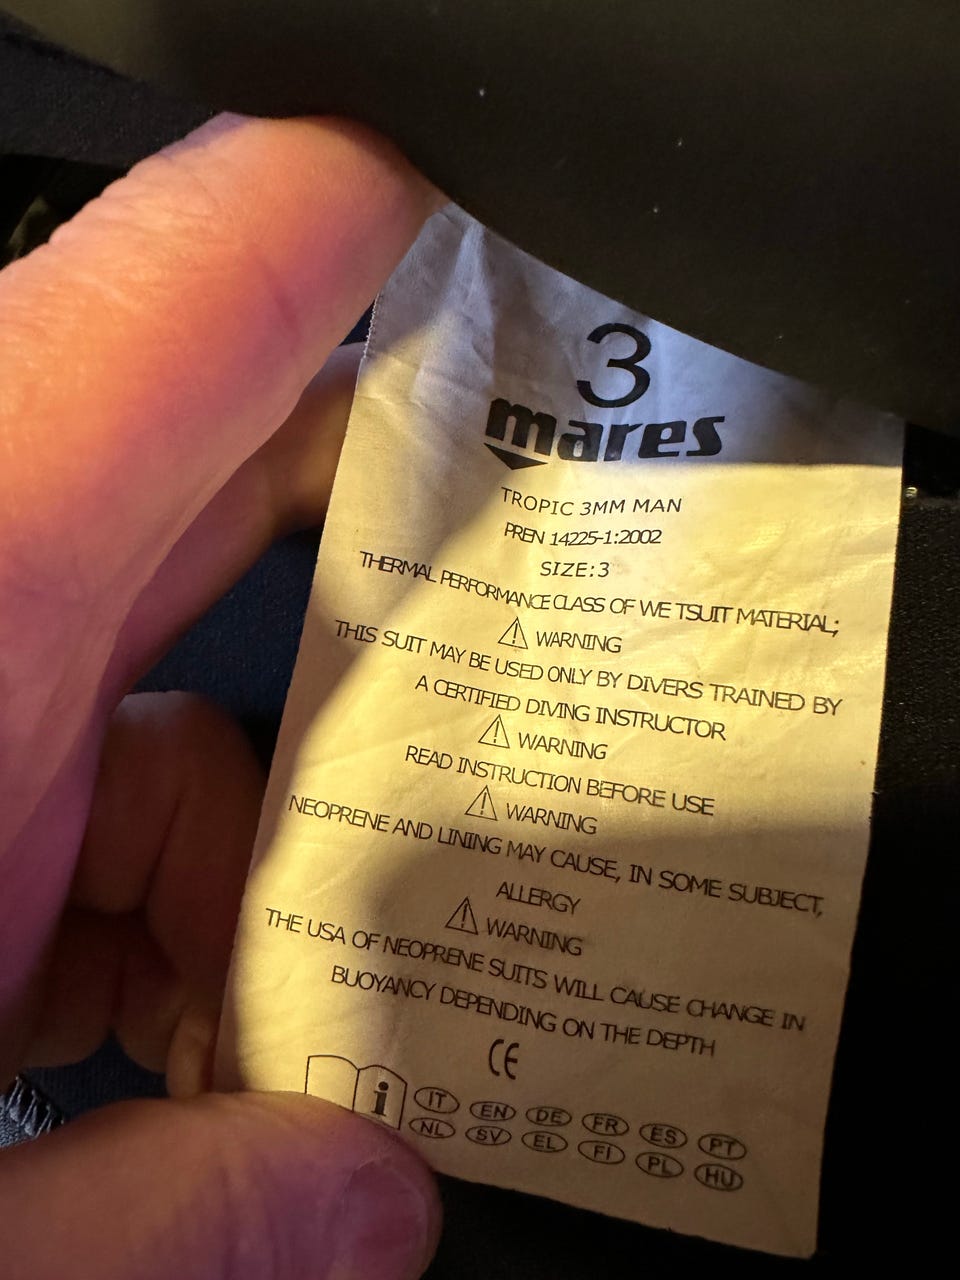 3
mares
TROPIC 3MM MAN
PREN 14225-1:2002
SIZE:3
THERMAL PERFORMANCE CLASS OF WE TSUIT MATERIAL;
WARNING
THIS SUIT MAY BE USED ONLY BY DIVERS TRAINED BY
A CERTIFIED DIVING INSTRUCTOR
WARNING
READ INSTRUCTION BEFORE USE
WARNING
NEOPRENE AND LINING MAY CAUSE, IN SOME SUBJECT,
ALLERGY
WARNING
THE USA OF NEOPRENE SUITS WILL CAUSE CHANGE IN
BUOYANCY DEPENDING ON THE DEPTH
CE
i IT EN DE FR ES PT
NL SV EL FI PL HU